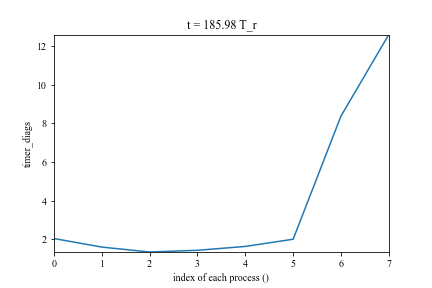 t = 185.98 T_r
12
10
8
6
4
2
timer_diags
0 1 2 3 4 5 6 7
index of each process ()